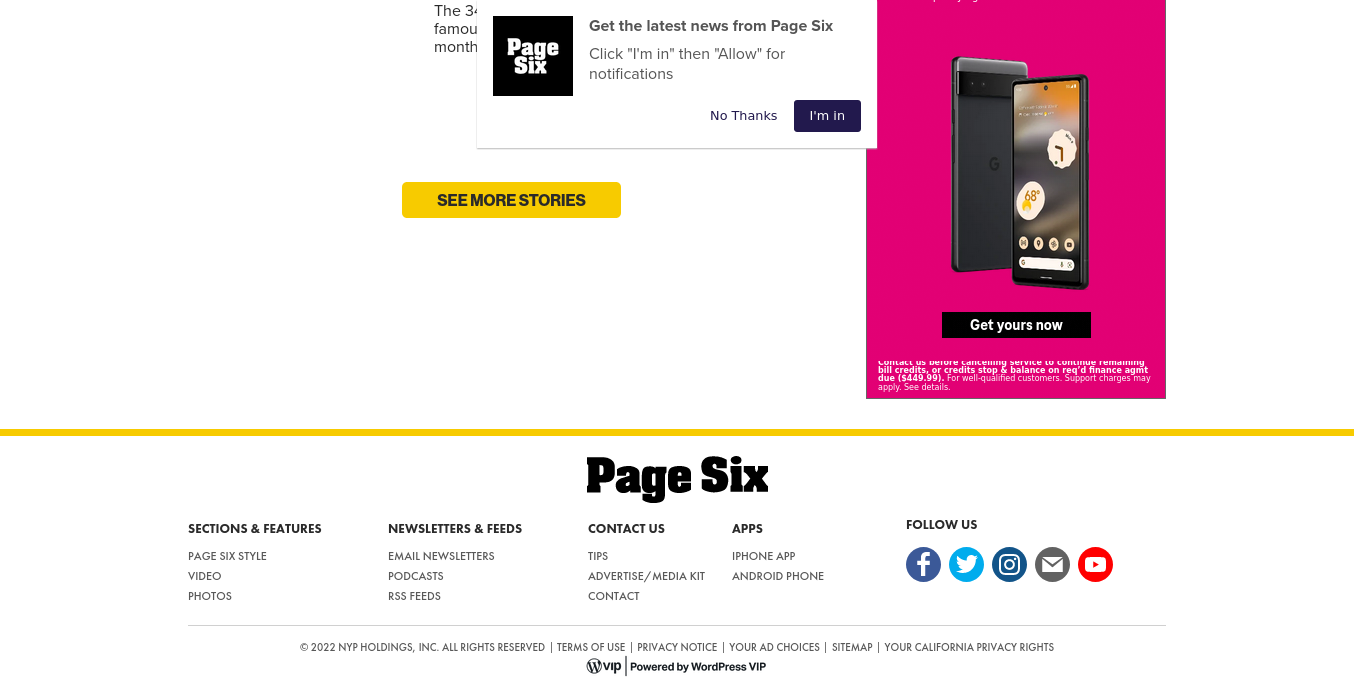 The 34
famou
month
Page
Six
Get the latest news from Page Six
Click "I'm in" then "Allow" for
notifications
No Thanks
I'm in
SEE MORE STORIES
68°
G
Get yours now
Contact us before cancelling service to continue remaining
bill credits, or credits stop & balance on req'd finance agmt
due ($449.99). For well-qualified customers. Support charges may
apply. See details.
Page Six
SECTIONS & FEATURES
PAGE SIX STYLE
VIDEO
PHOTOS
NEWSLETTERS & FEEDS
EMAIL NEWSLETTERS
PODCASTS
RSS FEEDS
CONTACT US
TIPS
ADVERTISE/MEDIA KIT
CONTACT
APPS
IPHONE APP
ANDROID PHONE
FOLLOW US
© 2022 NYP HOLDINGS, INC. ALL RIGHTS RESERVED | TERMS OF USE | PRIVACY NOTICE | YOUR AD CHOICES | SITEMAP | YOUR CALIFORNIA PRIVACY RIGHTS
vip | Powered by WordPress VIP